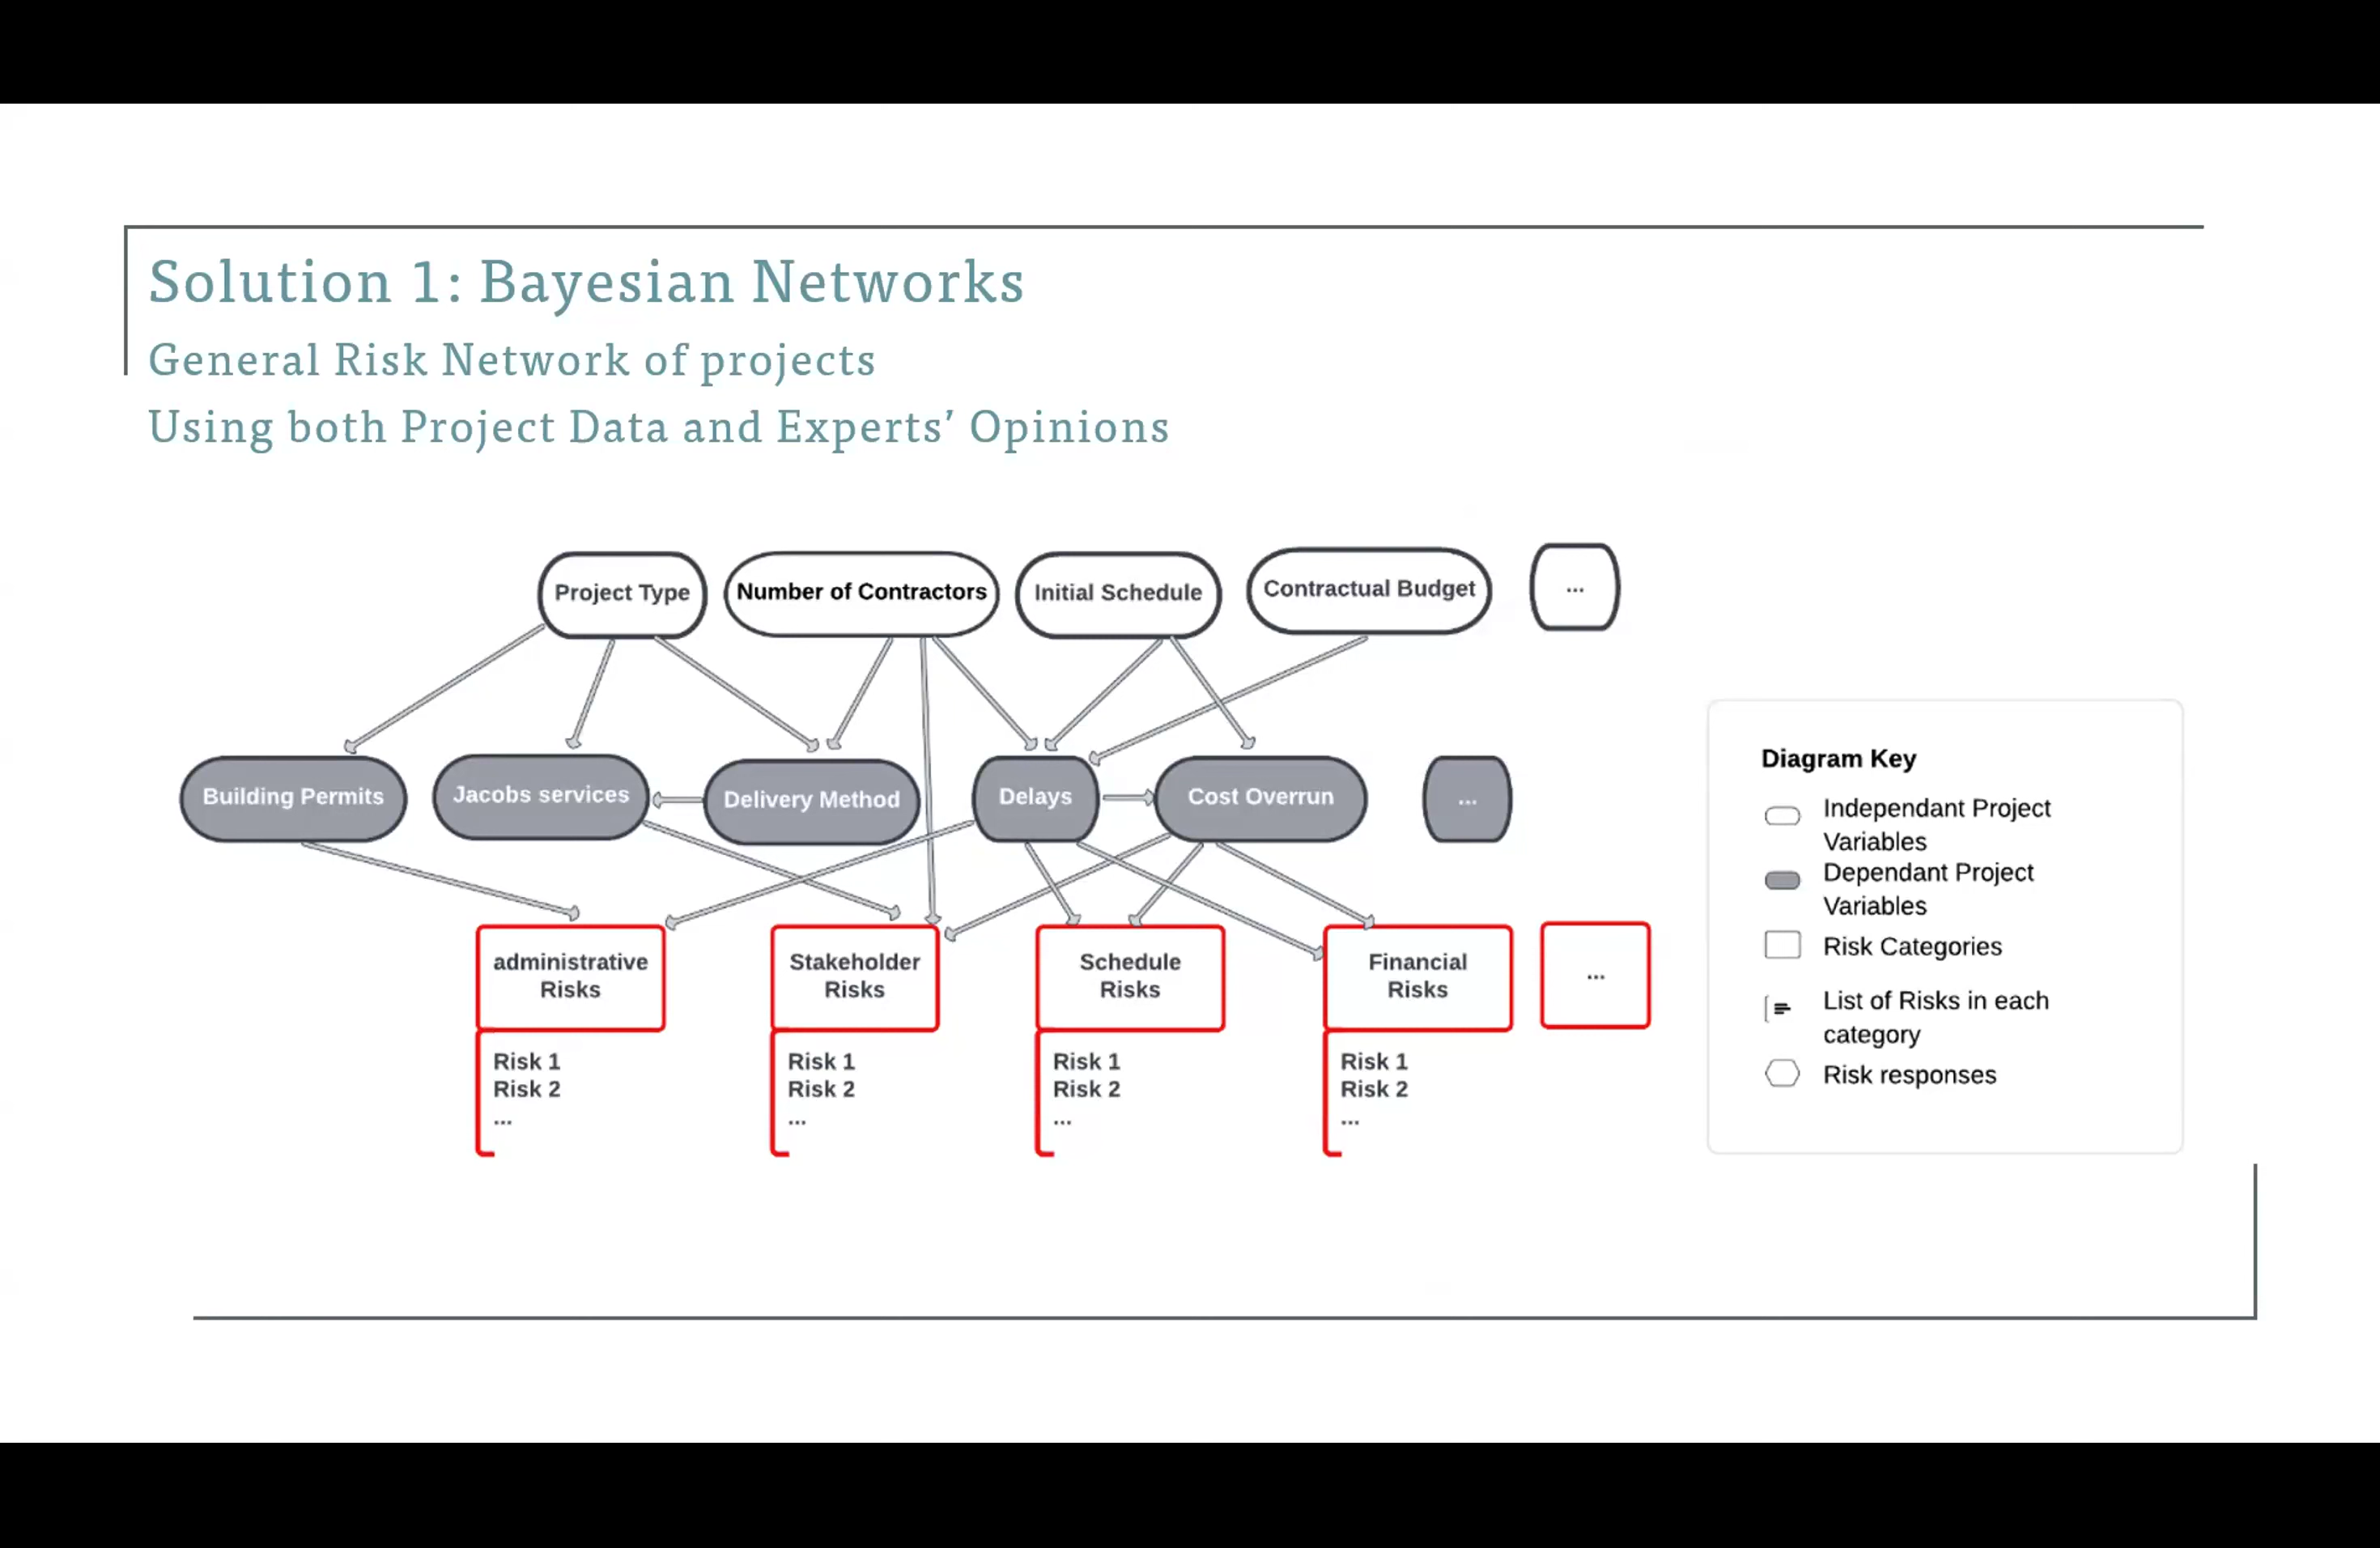 Solution 1: Bayesian Networks
General Risk Network of projects
Using both Project Data and Experts’ Opinions
Project Type
Number of Contractors
Initial Schedule
Contractual Budget
...
Building Permits
Jacobs services
Delivery Method
Delays
Cost Overrun
...
administrative
Risks
Stakeholder
Risks
Schedule
Risks
Financial
Risks
...
Risk 1
Risk 2
...
Risk 1
Risk 2
...
Risk 1
Risk 2
...
Risk 1
Risk 2
...
Diagram Key
Independant Project
Variables
Dependant Project
Variables
Risk Categories
List of Risks in each
category
Risk responses